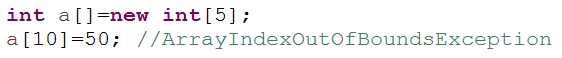 int a[]=new int[5];
a[10]=50; //ArrayIndexOutOfBoundsException